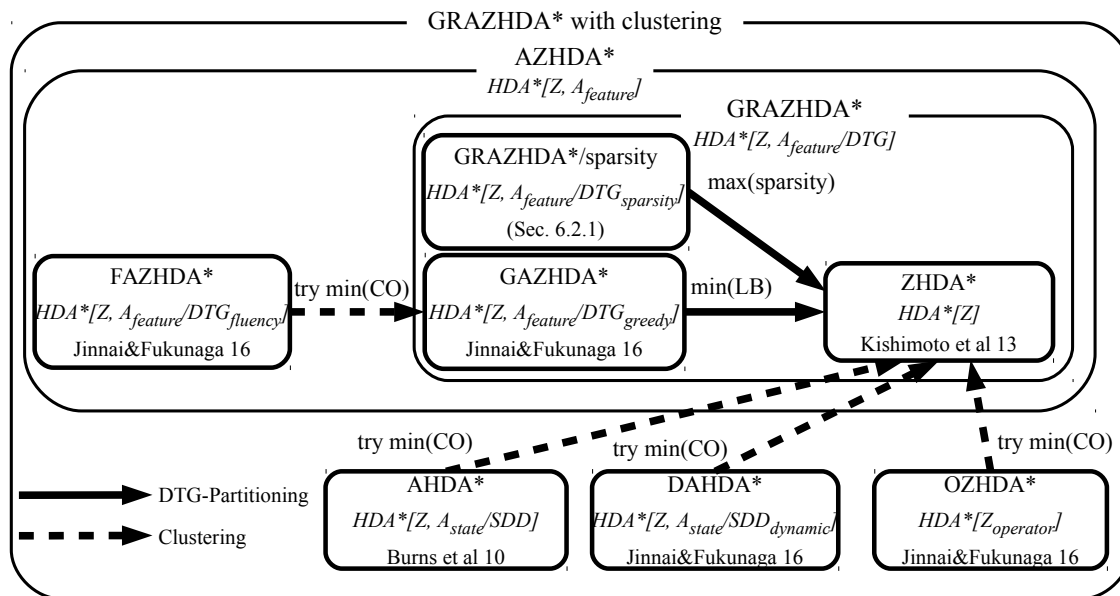 GRAZHDA* with clustering
AZHDA*
HDA*[Z, A_feature]
GRAZHDA*
HDA*[Z, A_feature/DTG]
GRAZHDA*/sparsity
HDA*[Z, A_feature/DTG_sparsity]
(Sec. 6.2.1)
max(sparsity)
FAZHDA*
HDA*[Z, A_feature/DTG_fluency]
Jinnai&Fukunaga 16
try min(CO)
GAZHDA*
HDA*[Z, A_feature/DTG_greedy]
Jinnai&Fukunaga 16
min(LB)
ZHDA*
HDA*[Z]
Kishimoto et al 13
try min(CO)
try min(CO)
try min(CO)
DTG-Partitioning
Clustering
AHDA*
HDA*[Z, A_state/SDD]
Burns et al 10
DAHDA*
HDA*[Z, A_state/SDD_dynamic]
Jinnai&Fukunaga 16
OZHDA*
HDA*[Z_operator]
Jinnai&Fukunaga 16